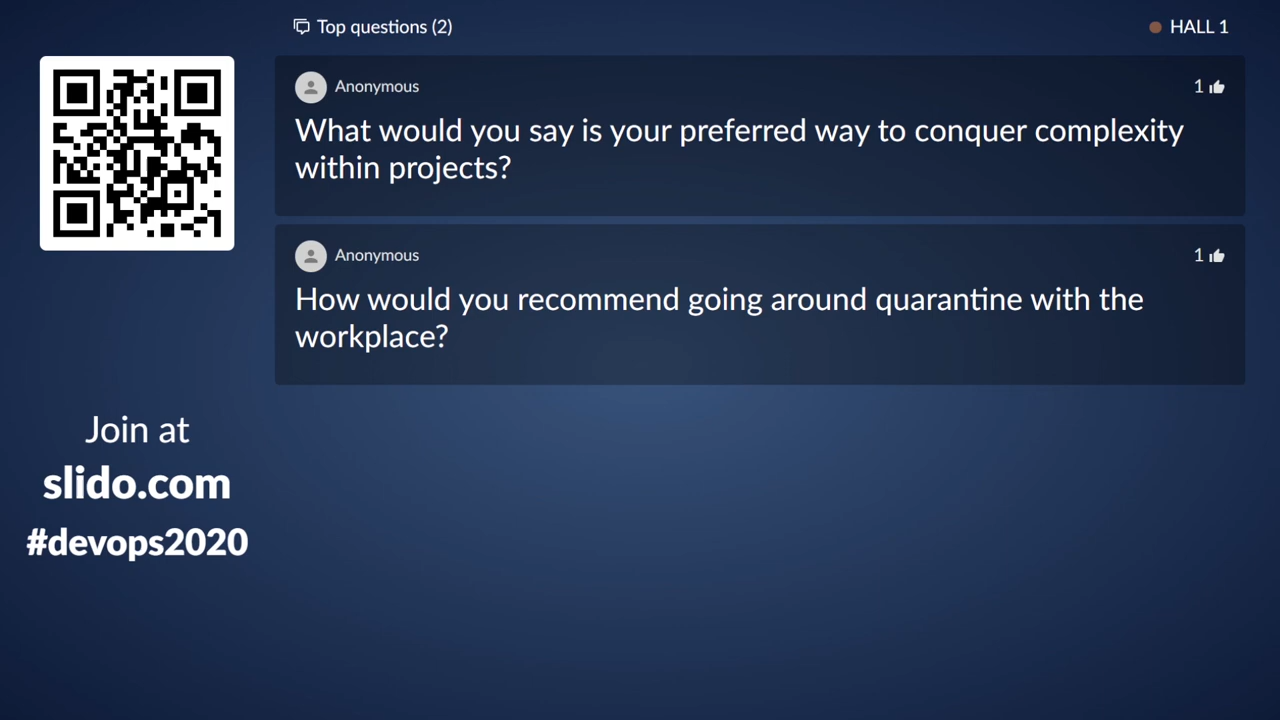 Top questions (2)
HALL 1
Anonymous
1
What would you say is your preferred way to conquer complexity
within projects?
Anonymous
1
How would you recommend going around quarantine with the
workplace?
Join at
slido.com
#devops2020